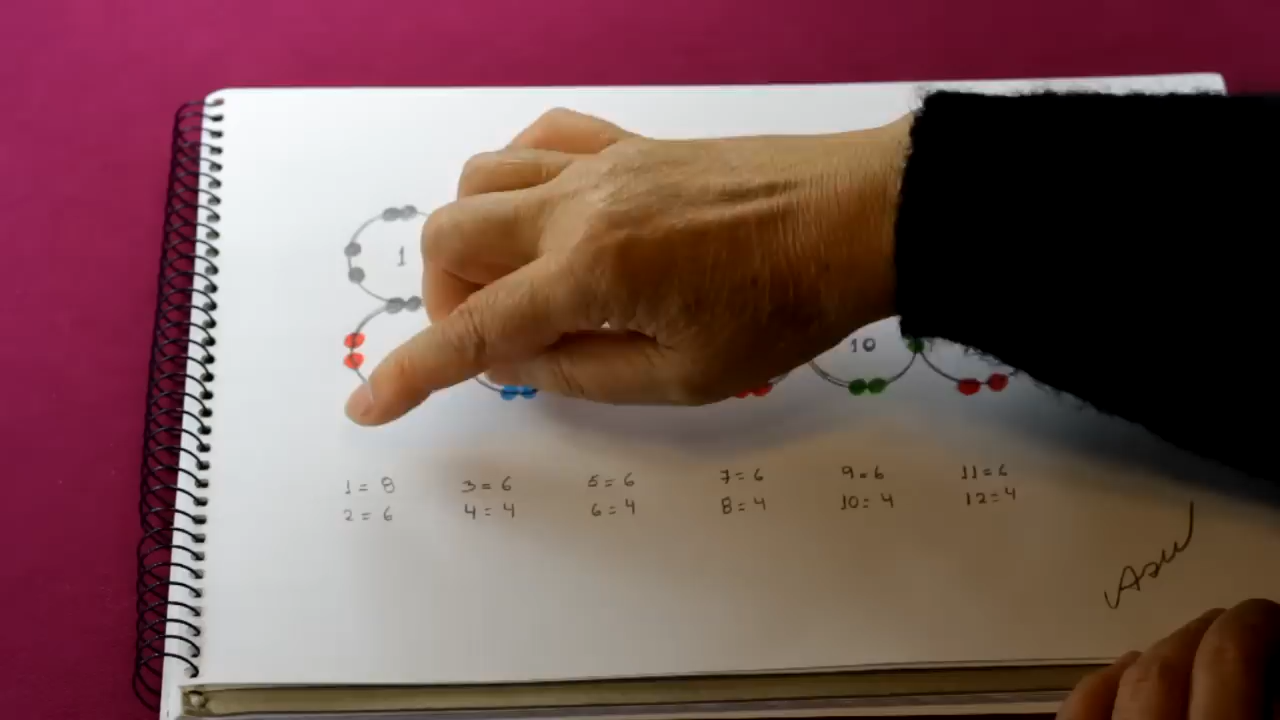 1
10
1 = 8 3 = 6 5 = 6 7 = 6 9 = 6 11 = 6
2 = 6 4 = 4 6 = 4 8 = 4 10 = 4 12 = 4
Asu